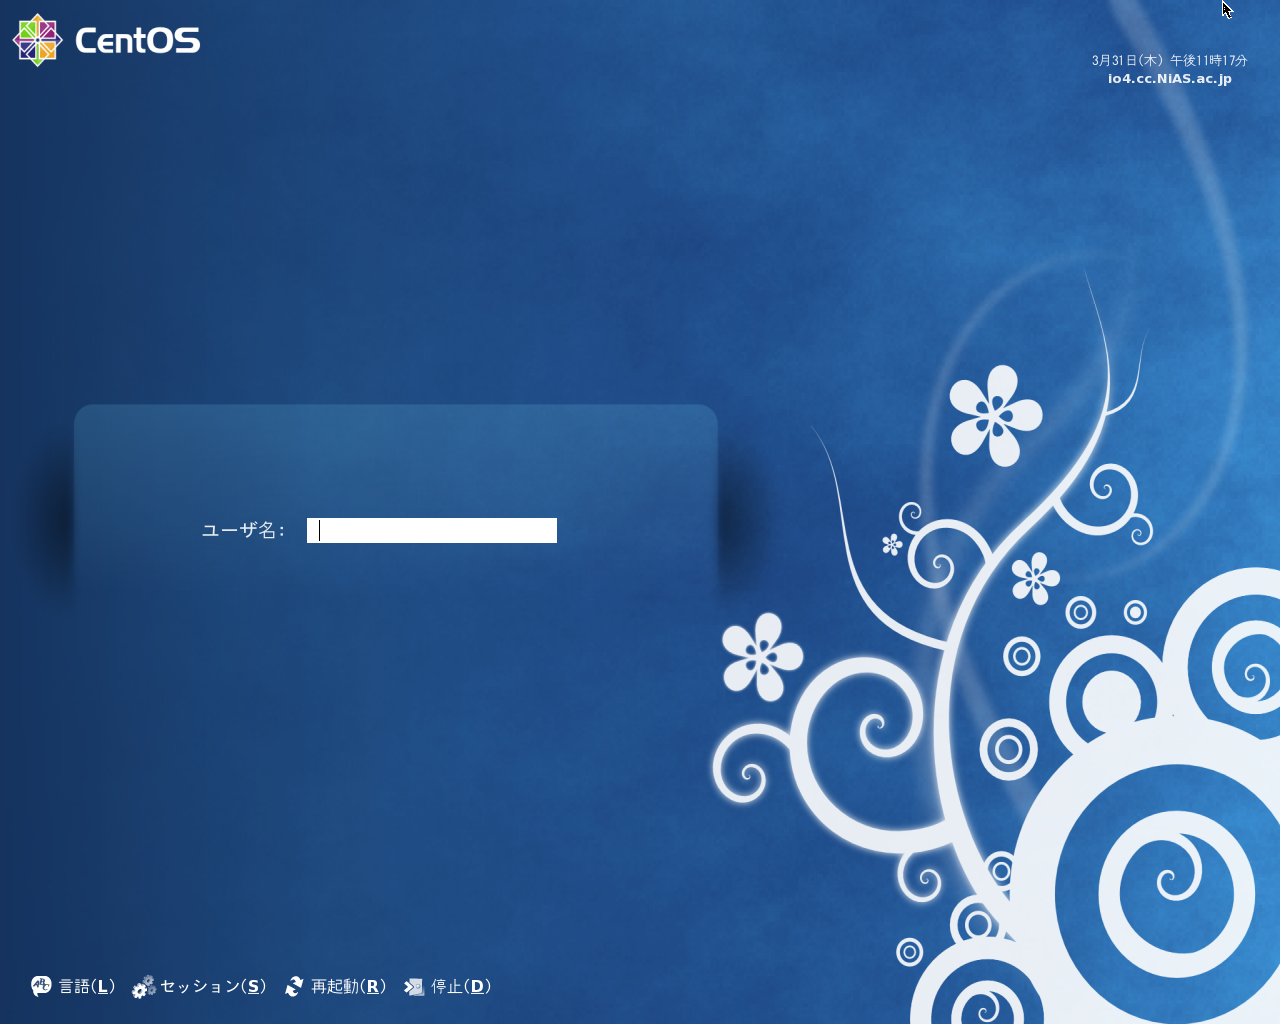 CentOS
3月31日(木) 午後11時17分
io4.cc.NiAS.ac.jp
ユーザ名:
言語(L) セッション(S) 再起動(R) 停止(D)